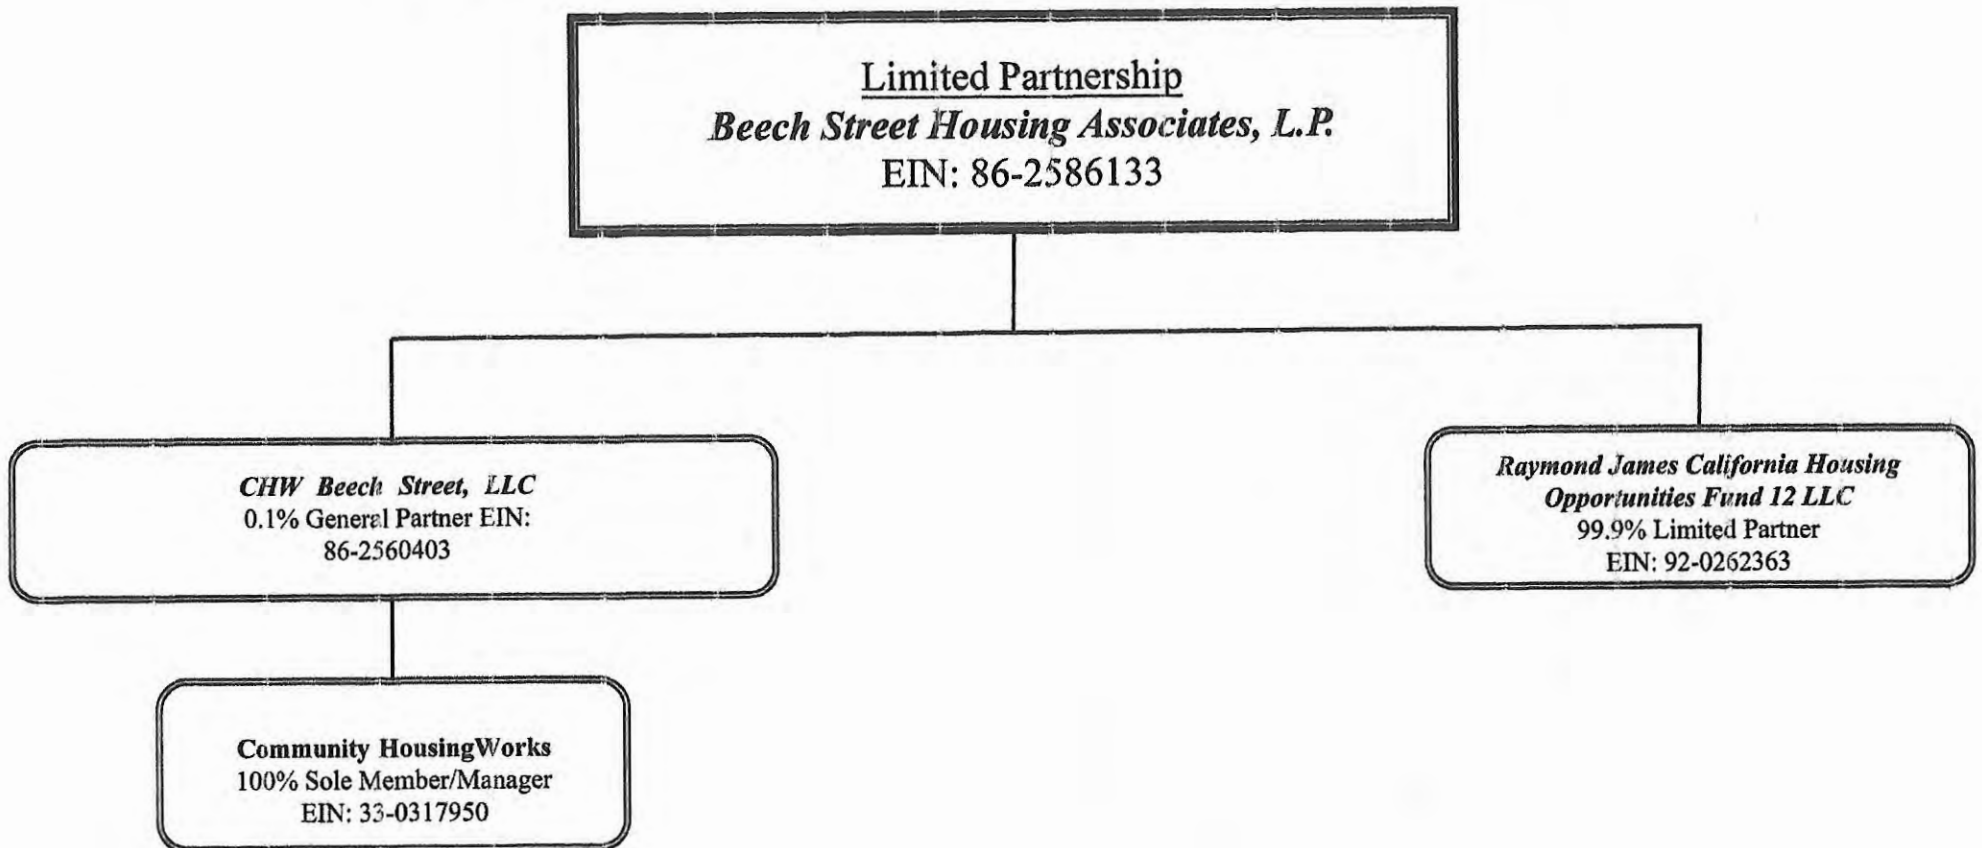 Limited Partnership
Beech Street Housing Associates, L.P.
EIN: 86-2586133
CHW Beech Street, LLC
0.1% General Partner EIN:
86-2560403
Raymond James California Housing
Opportunities Fund 12 LLC
99.9% Limited Partner
EIN: 92-0262363
Community HousingWorks
100% Sole Member/Manager
EIN: 33-0317950